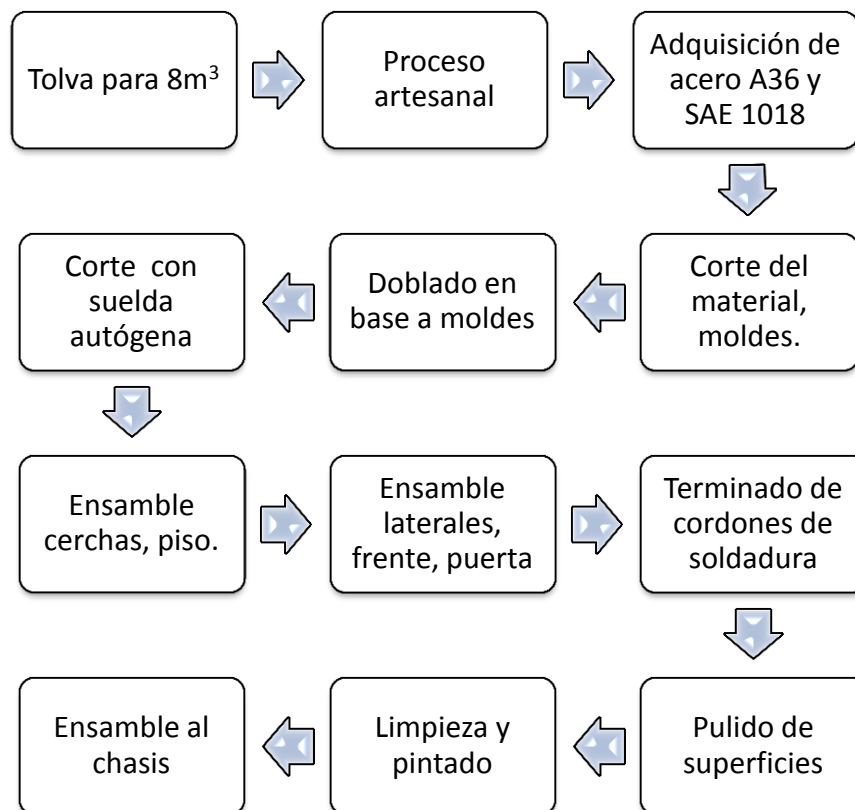 Tolva para 8m³
Proceso
artesanal
Adquisición de
acero A36 y
SAE 1018
Corte del
material,
moldes.
Doblado en
base a moldes
Corte con
suelda
autógena
Ensamble
cerchas, piso.
Ensamble
laterales,
frente, puerta
Terminado de
cordones de
soldadura
Pulido de
superficies
Limpieza y
pintado
Ensamble al
chasis